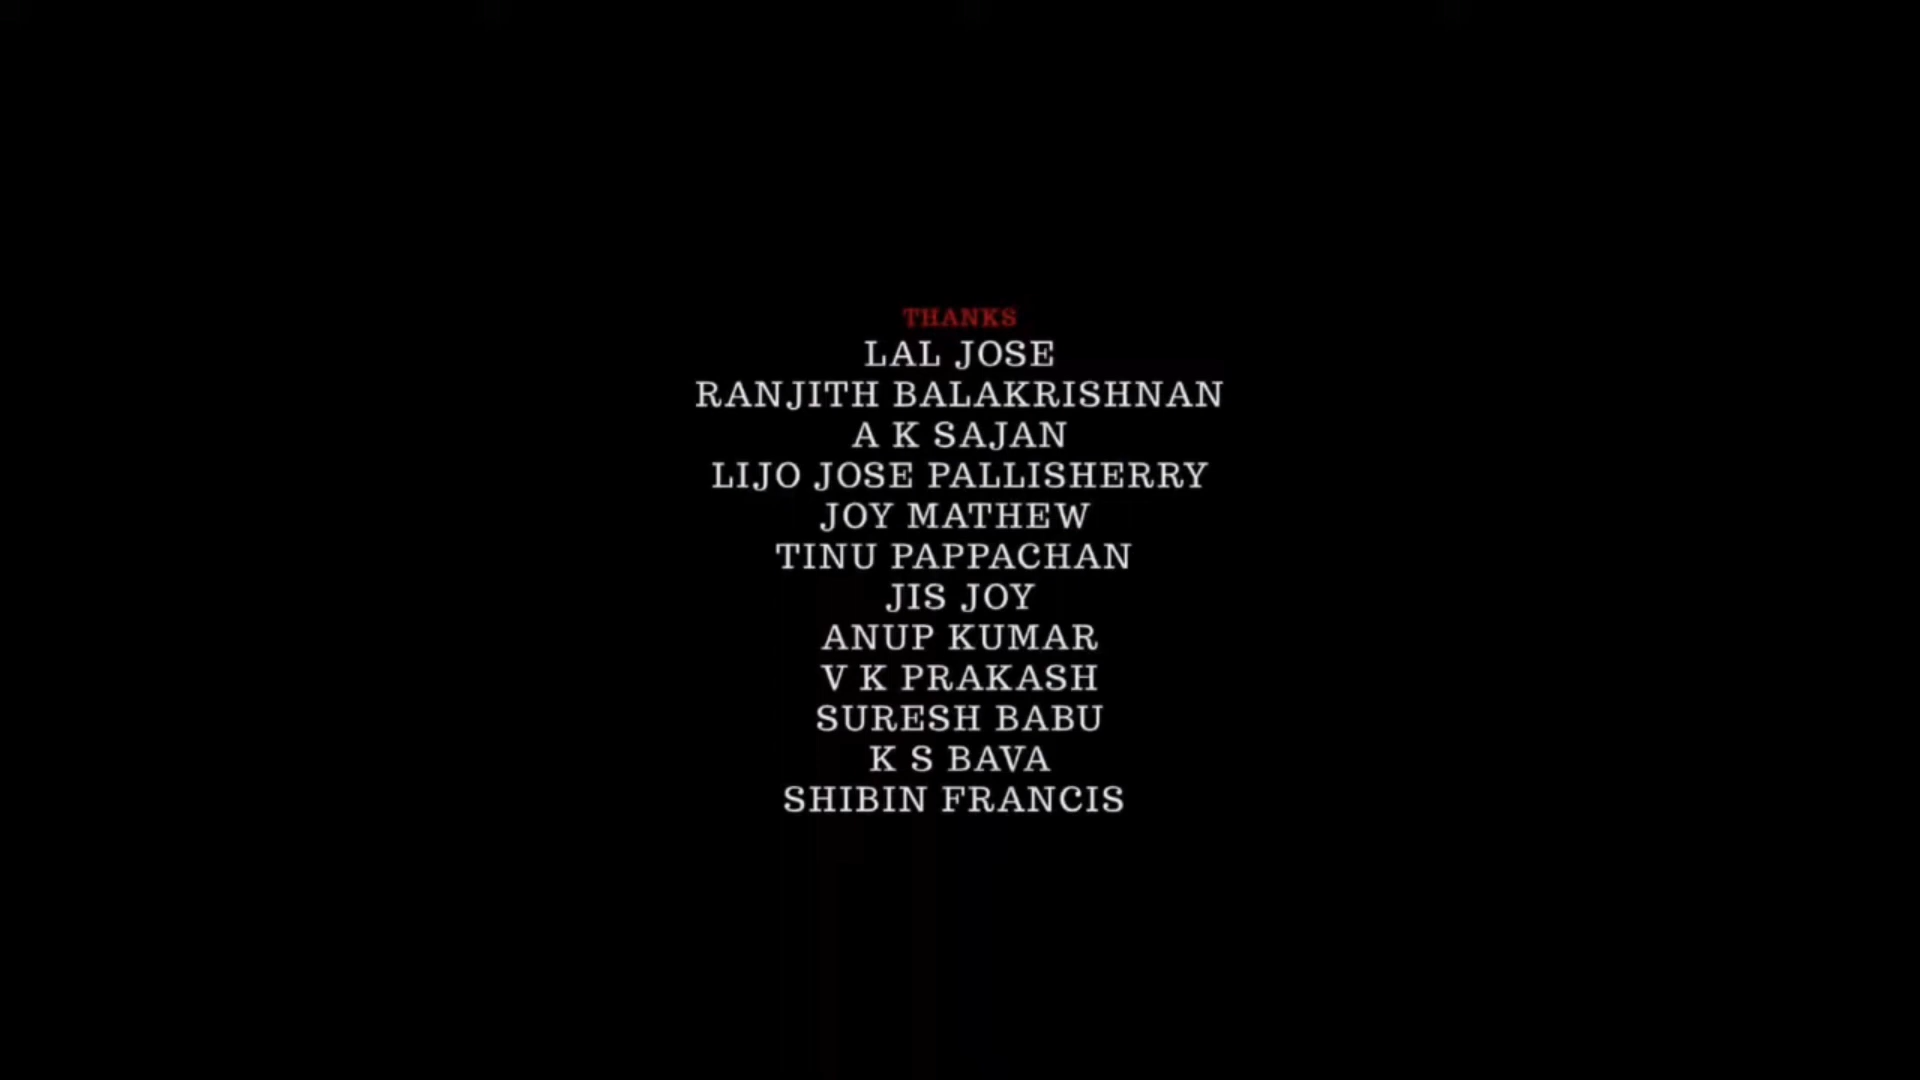 THANKS
LAL JOSE
RANJITH BALAKRISHNAN
A K SAJAN
LIJO JOSE PALLISHERRY
JOY MATHEW
TINU PAPPACHAN
JIS JOY
ANUP KUMAR
V K PRAKASH
SURESH BABU
K S BAVA
SHIBIN FRANCIS